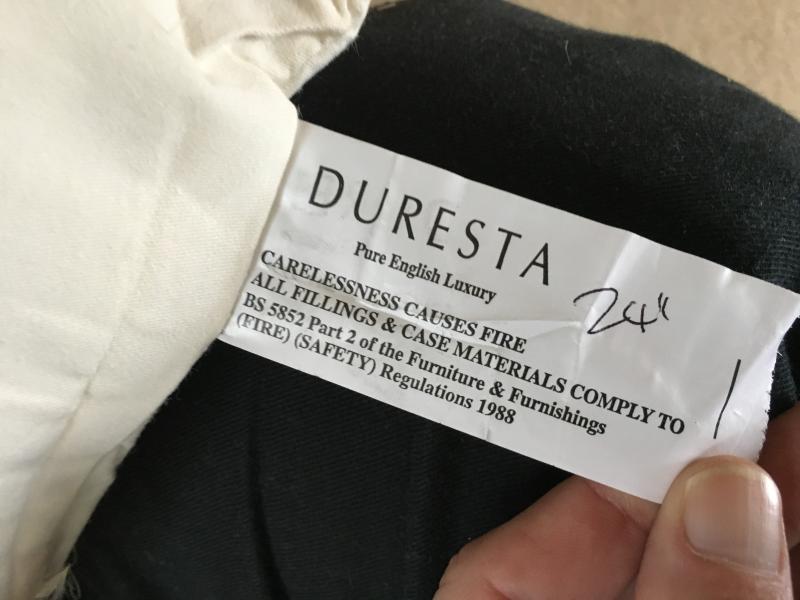 DURESTA
Pure English Luxury
24"
CARELESSNESS CAUSES FIRE
ALL FILLINGS & CASE MATERIALS COMPLY TO
BS 5852 Part 2 of the Furniture & Furnishings
(FIRE) (SAFETY) Regulations 1988